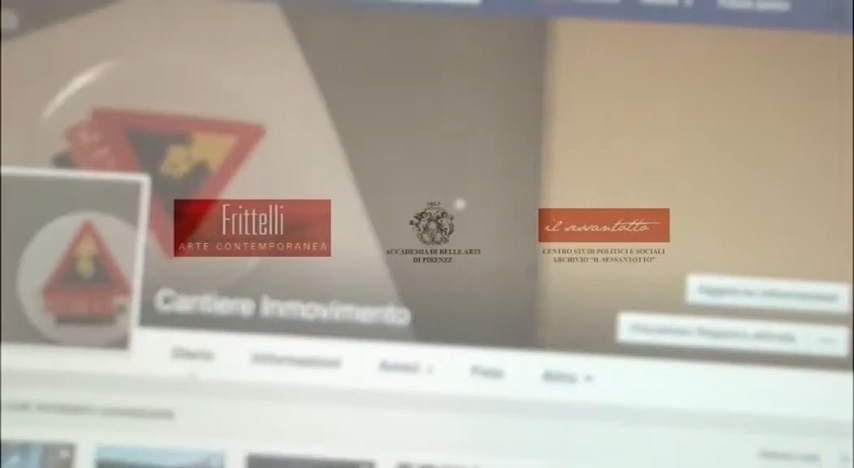 Frittelli
ARTE CONTEMPORANEA
ACCADEMIA DI BELLE ARTI
DI FIRENZE
il sessantotto
CENTRO STUDI POLITICI E SOCIALI
ARCHIVIO "IL SESSANTOTTO"
Cantiere Inmovimento
Diario
Informazioni
Amici
Foto
Altro